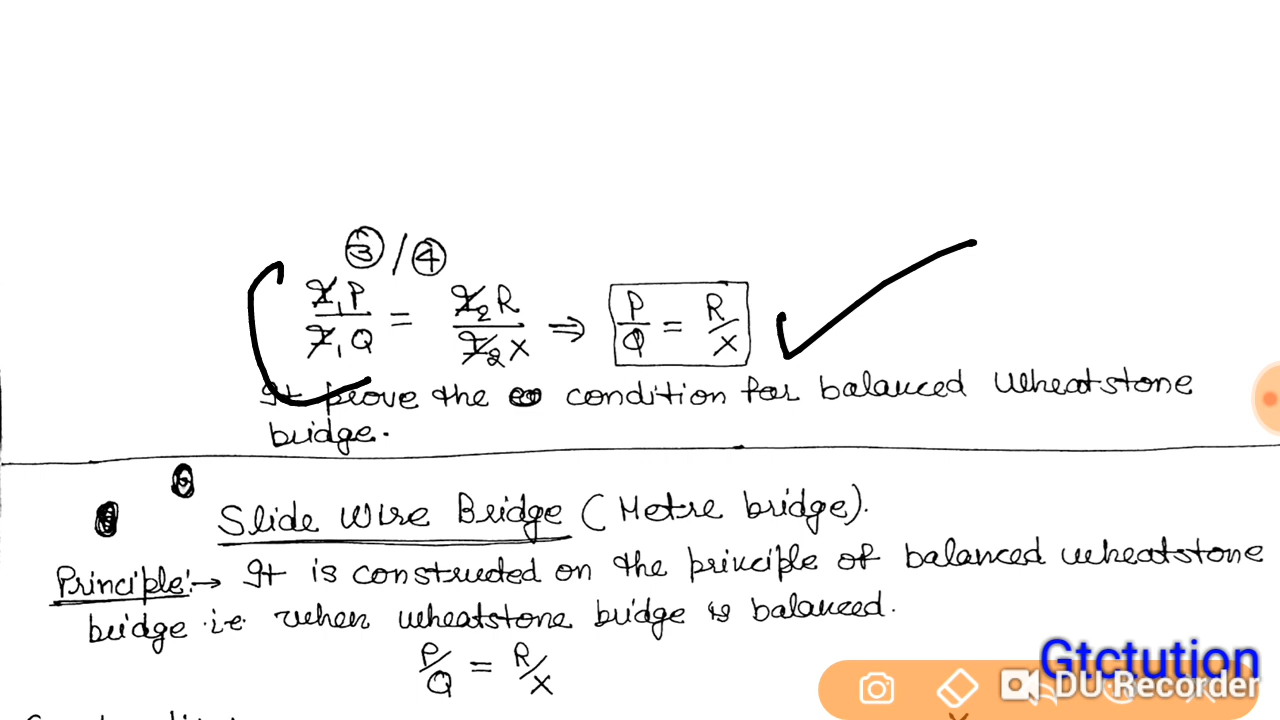 ③/④
I₁P/I₁Q = I₂R/I₂X ⇒ P/Q = R/X
It prove the condition for balanced wheatstone
bridge.
Slide Wire Bridge (Metre bridge).
Principle:→ It is constructed on the principle of balanced wheatstone
bridge i.e when wheatstone bridge is balanced.
P/Q = R/X
Gtctution
DU Recorder